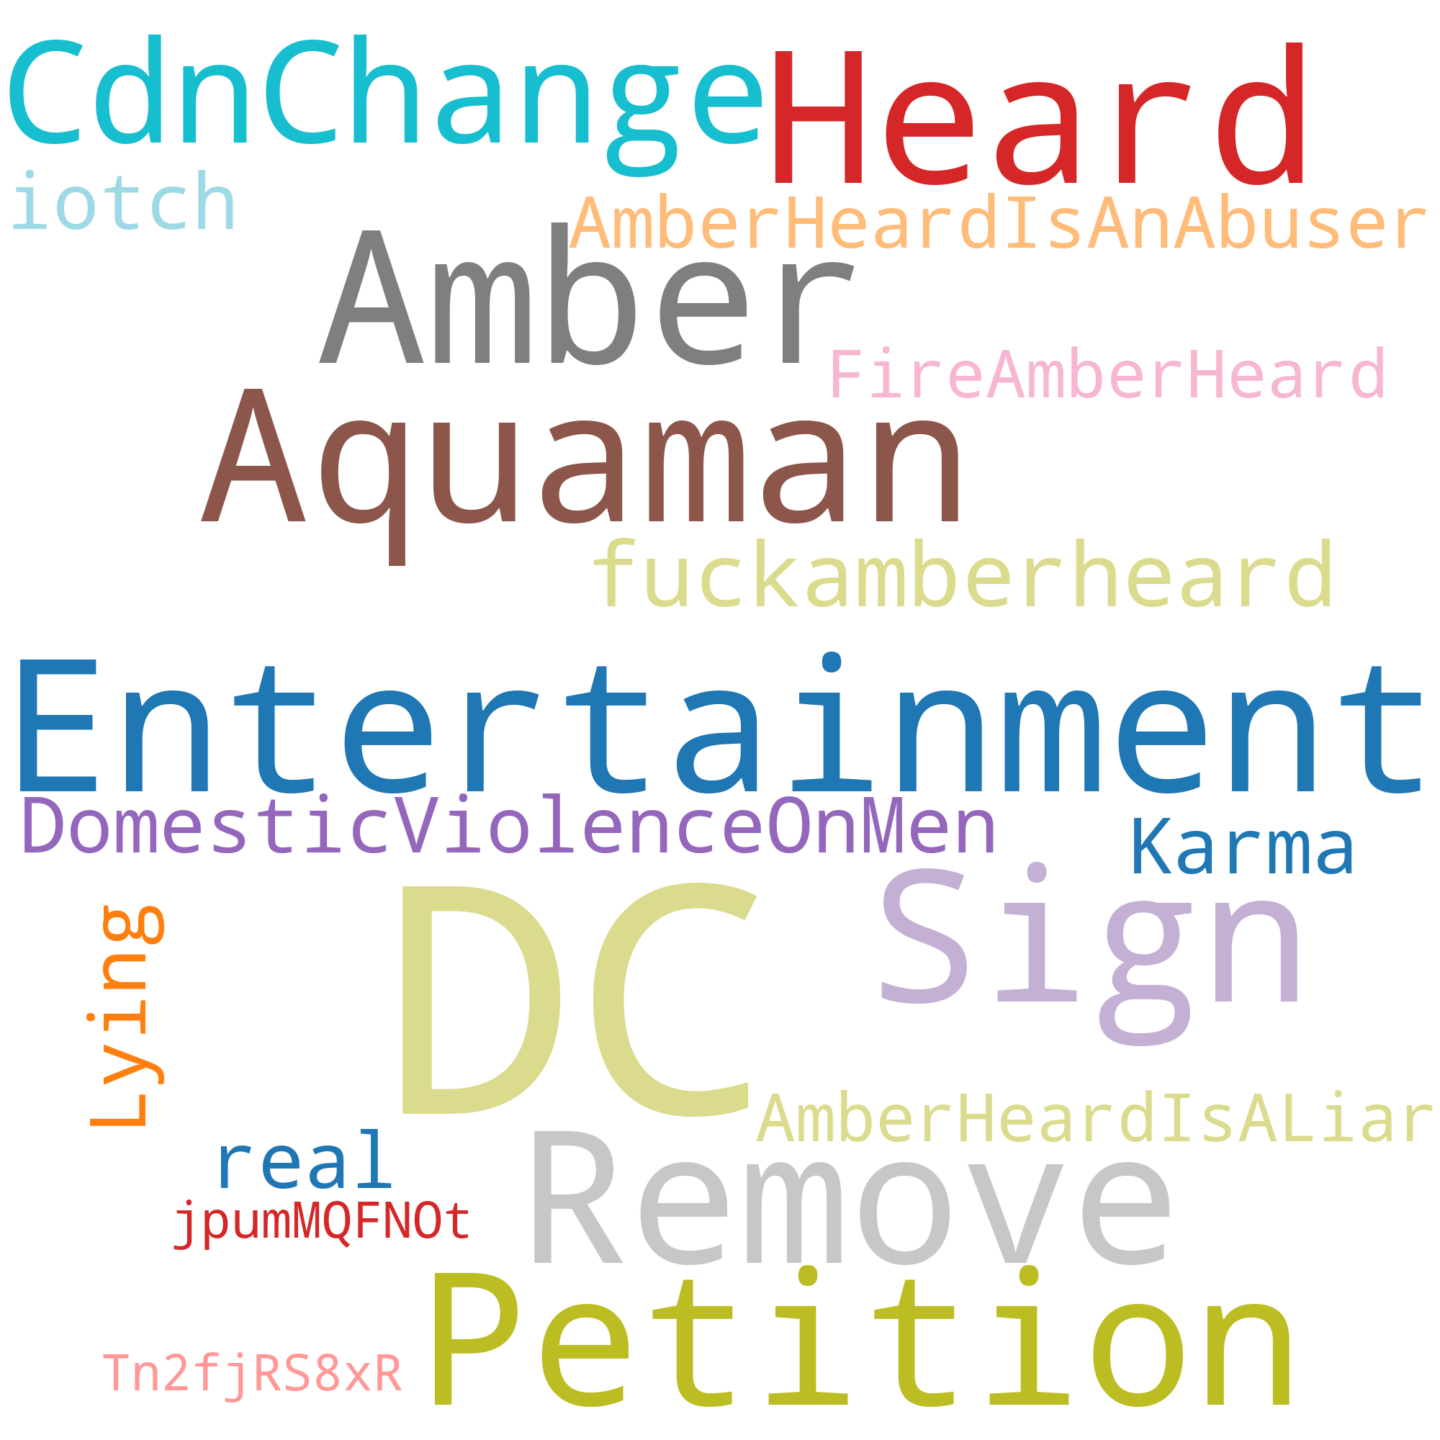 CdnChange
Heard
iotch
AmberHeardIsAnAbuser
Amber
FireAmberHeard
Aquaman
fuckamberheard
Entertainment
DomesticViolenceOnMen
Karma
DC
Sign
Lying
AmberHeardIsALiar
real
Remove
jpumMQFNOt
Petition
Tn2fjRS8xR